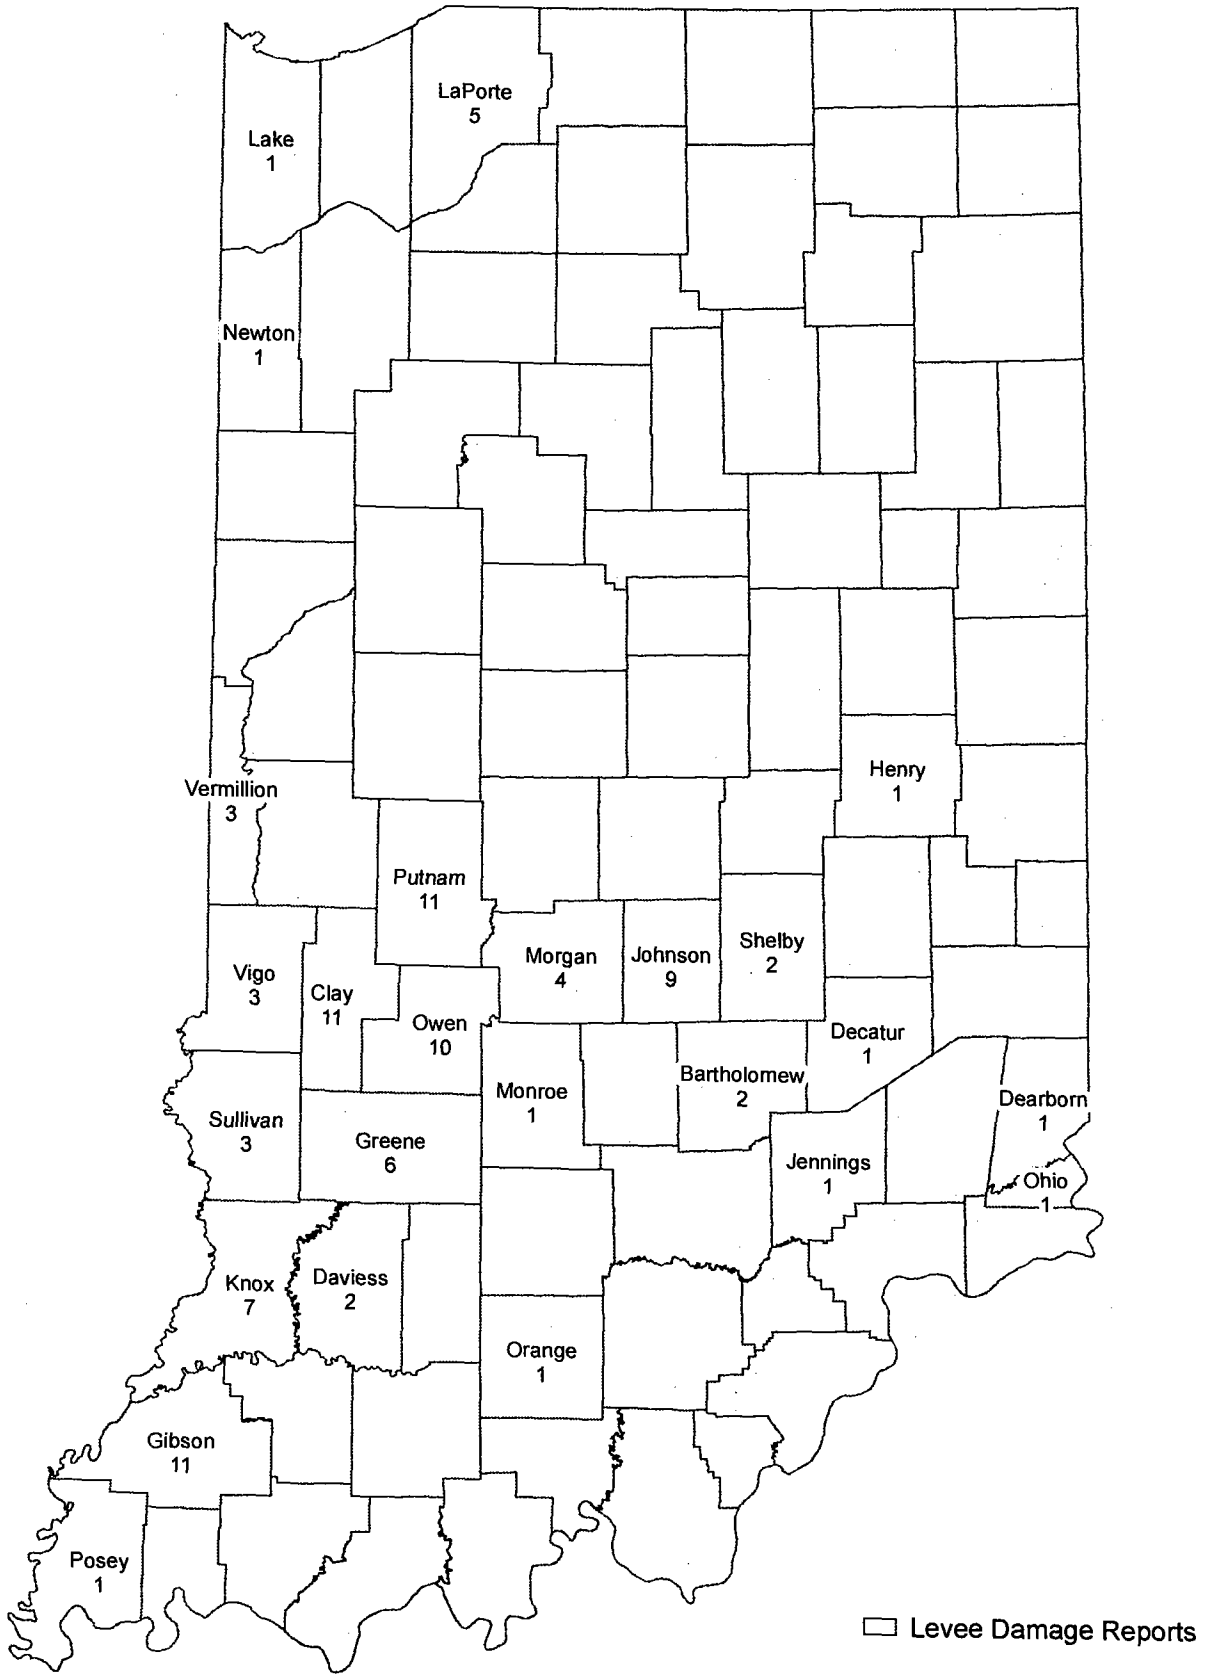 LaPorte
5
Lake
1
Newton
1
Henry
1
Vermillion
3
Putnam
11
Shelby
2
Morgan
4
Johnson
9
Vigo
3
Clay
11
Owen
10
Decatur
1
Bartholomew
2
Monroe
1
Dearborn
1
Sullivan
3
Greene
6
Jennings
1
Ohio
1
Knox
7
Daviess
2
Orange
1
Gibson
11
Posey
1
Levee Damage Reports